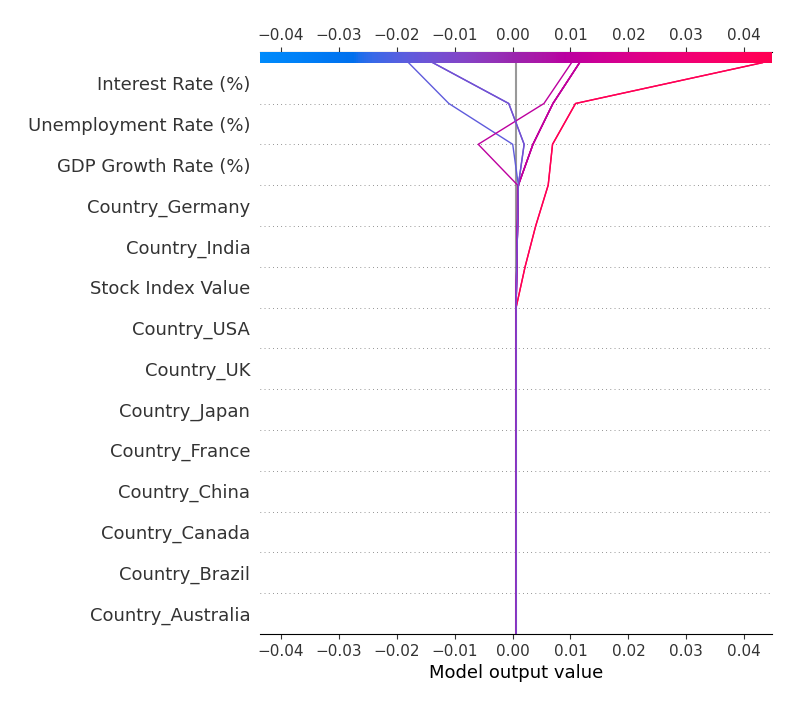 −0.04 −0.03 −0.02 −0.01 0.00 0.01 0.02 0.03 0.04
Interest Rate (%)
Unemployment Rate (%)
GDP Growth Rate (%)
Country_Germany
Country_India
Stock Index Value
Country_USA
Country_UK
Country_Japan
Country_France
Country_China
Country_Canada
Country_Brazil
Country_Australia
−0.04 −0.03 −0.02 −0.01 0.00 0.01 0.02 0.03 0.04
Model output value